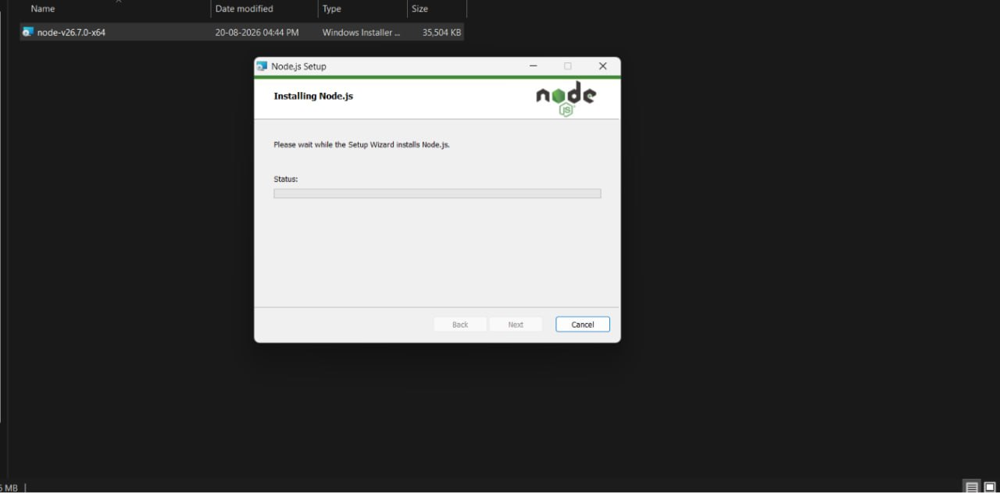 Name Date modified Type Size
node-v26.7.0-x64 20-08-2026 04:44 PM Windows Installer ... 35,504 KB
Node.js Setup
Installing Node.js
node
JS
Please wait while the Setup Wizard installs Node.js.
Status:
Back Next Cancel
MB